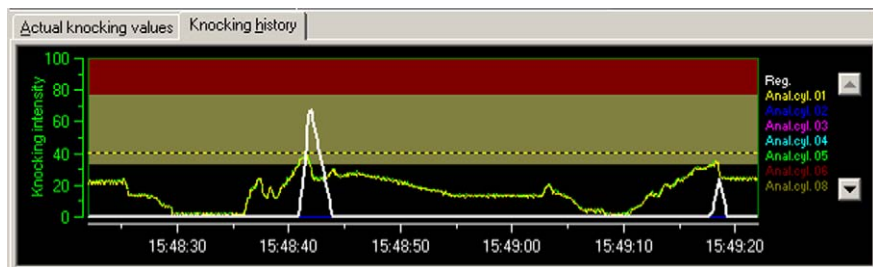 Actual knocking values
Knocking history
Knocking intensity
100
80
60
40
20
0
15:48:30
15:48:40
15:48:50
15:49:00
15:49:10
15:49:20
Reg.
Anal.cyl. 01
Anal.cyl. 02
Anal.cyl. 03
Anal.cyl. 04
Anal.cyl. 05
Anal.cyl. 06
Anal.cyl. 08